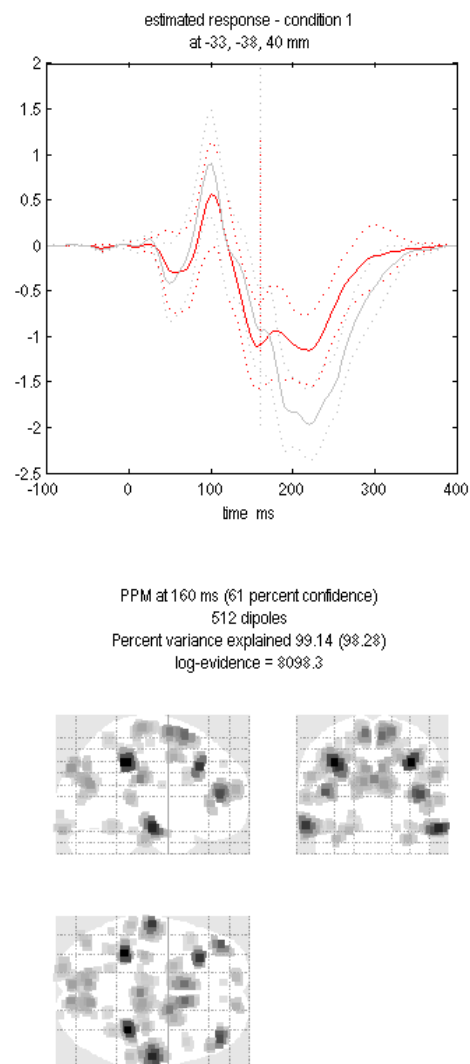 estimated response - condition 1
at -33, -38, 40 mm
2
1.5
1
0.5
0
-0.5
-1
-1.5
-2
-2.5
-100 0 100 200 300 400
time ms
PPM at 160 ms (61 percent confidence)
512 dipoles
Percent variance explained 99.14 (98.28)
log-evidence = 8098.3